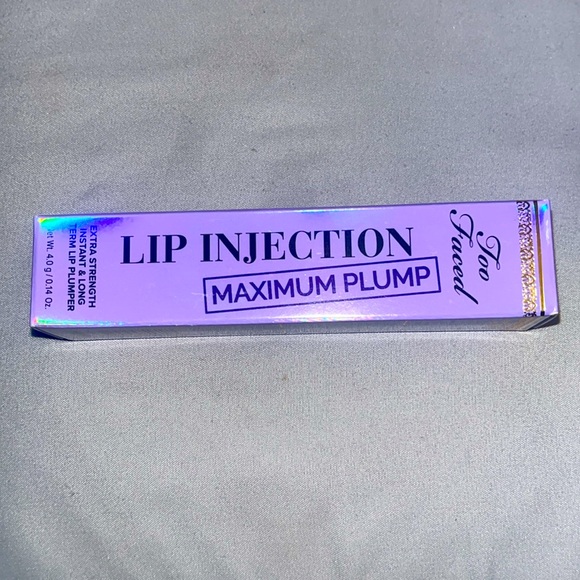 LIP INJECTION
MAXIMUM PLUMP
Too
Faced
EXTRA STRENGTH
INSTANT & LONG
TERM LIP PLUMPER
Wt. 4.0 g / 0.14 Oz.